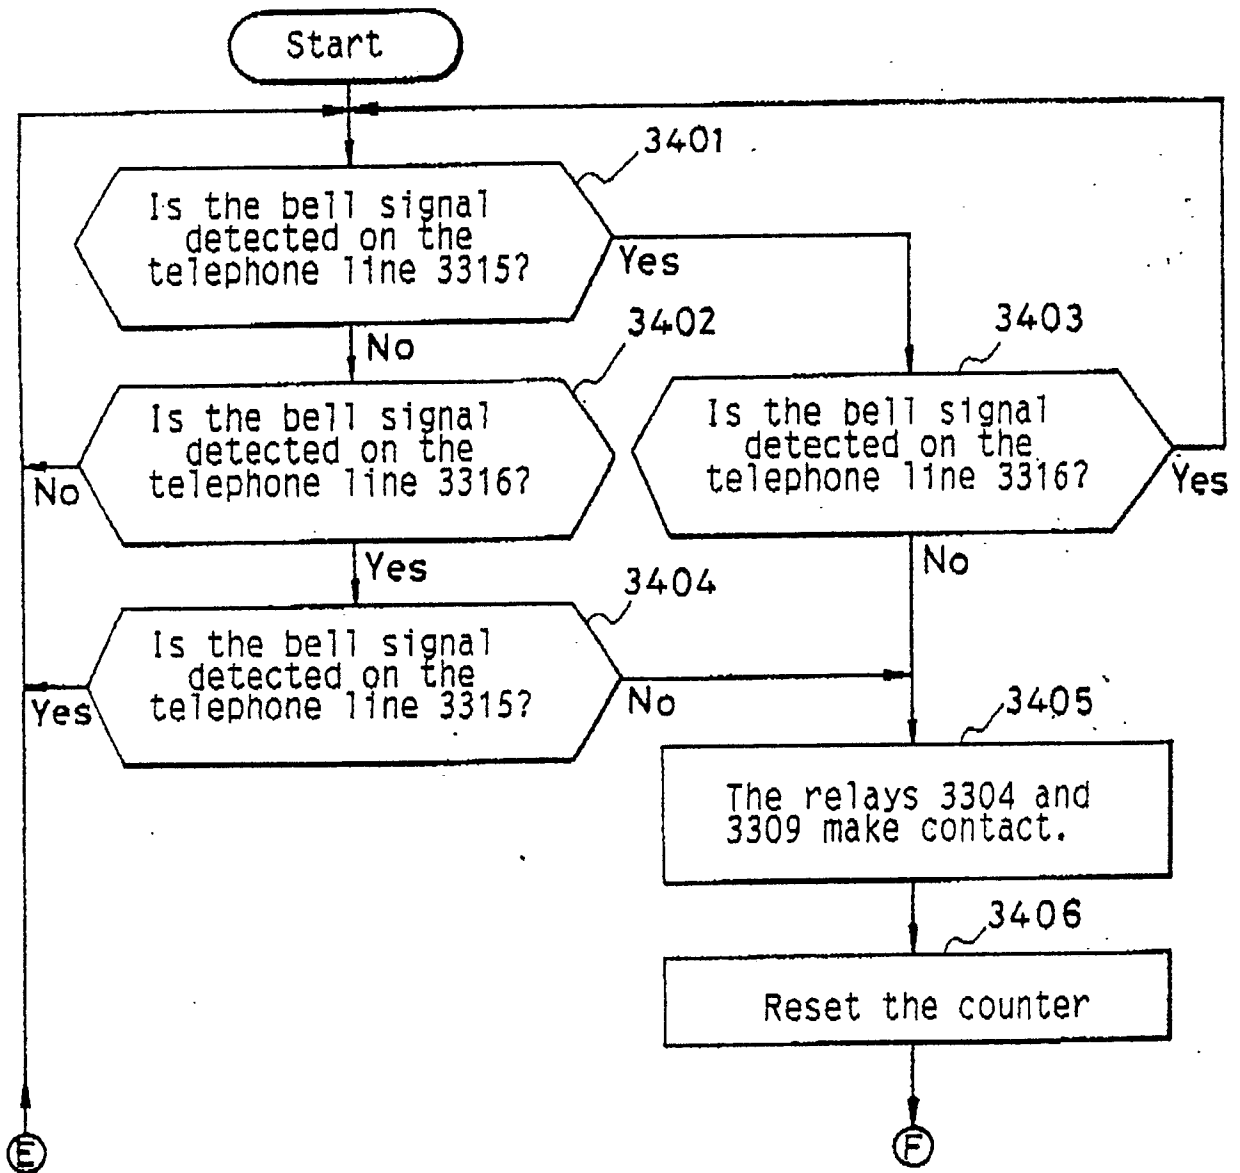 Start
3401
Is the bell signal
detected on the
telephone line 3315?
Yes
No
3402
3403
Is the bell signal
detected on the
telephone line 3316?
No
Yes
Is the bell signal
detected on the
telephone line 3316?
Yes
No
3404
Is the bell signal
detected on the
telephone line 3315?
Yes
No
3405
The relays 3304 and
3309 make contact.
3406
Reset the counter
E
F